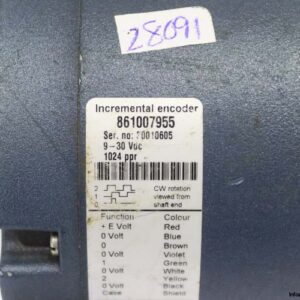 28091
Incremental encoder
861007955
Ser. no: 70010605
9 - 30 Vdc
1024 ppr
2
1
0
CW rotation
viewed from
shaft end
Function Colour
+ E Volt Red
0 Volt Blue
0 Brown
0 Volt Violet
1 Green
0 Volt White
2 Yellow
0 Volt Black
Case Shield